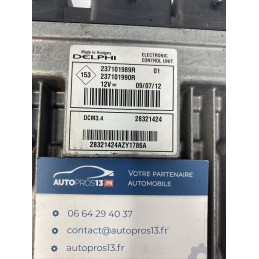 Made in Hungary
DELPHI
ELECTRONIC
CONTROL UNIT
153
237101989R 01
237101990R
12V 09/07/12
DCM3.4 28321424
28321424AZY1786A
AUTOPROS13.FR
VOTRE PARTENAIRE
AUTOMOBILE
06 64 29 40 37
contact@autopros13.fr
autopros13.fr